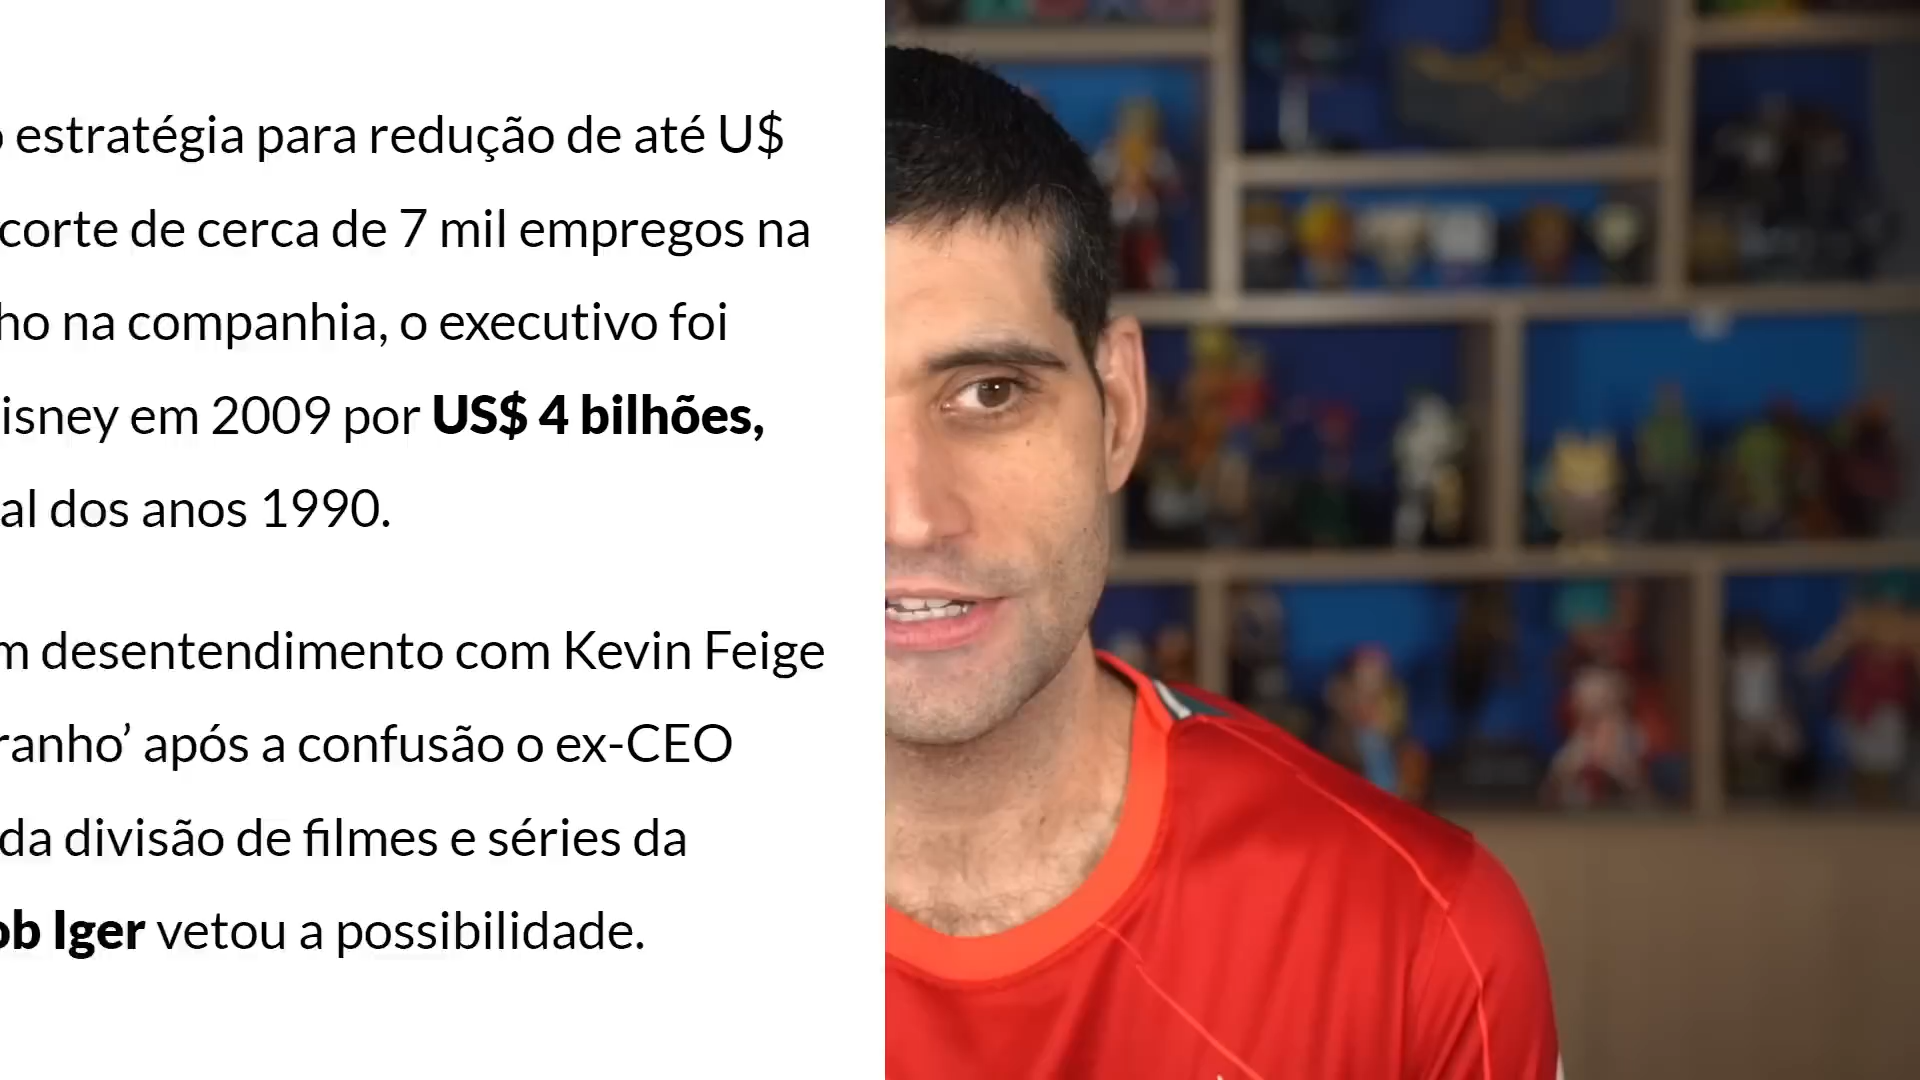 estratégia para redução de até U$
corte de cerca de 7 mil empregos na
na companhia, o executivo foi
isney em 2009 por US$ 4 bilhões,
al dos anos 1990.
m desentendimento com Kevin Feige
ranho’ após a confusão o ex-CEO
da divisão de filmes e séries da
ob Iger vetou a possibilidade.